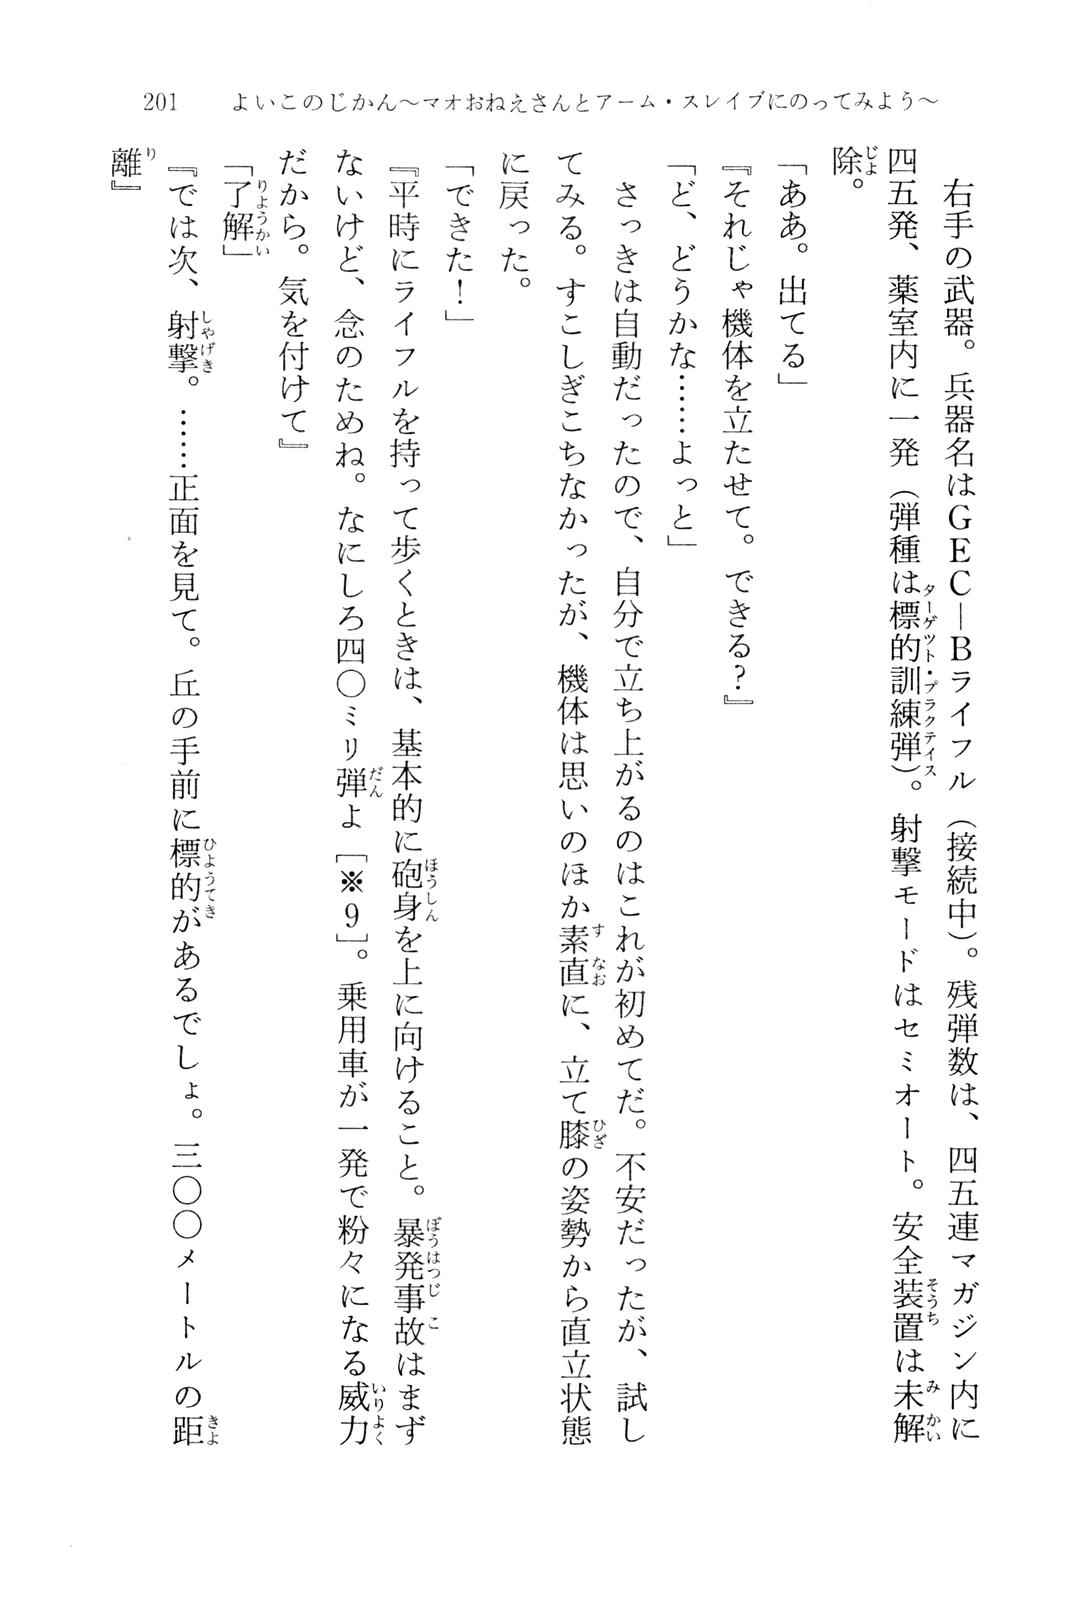 201　よいこのじかん～マオおねえさんとアーム・スレイブにのってみよう～
　右手の武器。兵器名はGEC―Bライフル（接続中）。残弾数は、四五連マガジン内に
四五発、薬室内に一発（弾種は標的訓練弾）。射撃モードはセミオート。安全装置は未解
除。
「ああ。出てる」
『それじゃ機体を立たせて。できる？』
「ど、どうかな……よっと」
　さっきは自動だったので、自分で立ち上がるのはこれが初めてだ。不安だったが、試し
てみる。すこしぎこちなかったが、機体は思いのほか素直に、立て膝の姿勢から直立状態
に戻った。
「できた！」
『平時にライフルを持って歩くときは、基本的に砲身を上に向けること。暴発事故はまず
ないけど、念のためね。なにしろ四〇ミリ弾よ［※9］。乗用車が一発で粉々になる威力
だから。気を付けて』
「了解」
『では次、射撃。……正面を見て。丘の手前に標的があるでしょ。三〇〇メートルの距
離』